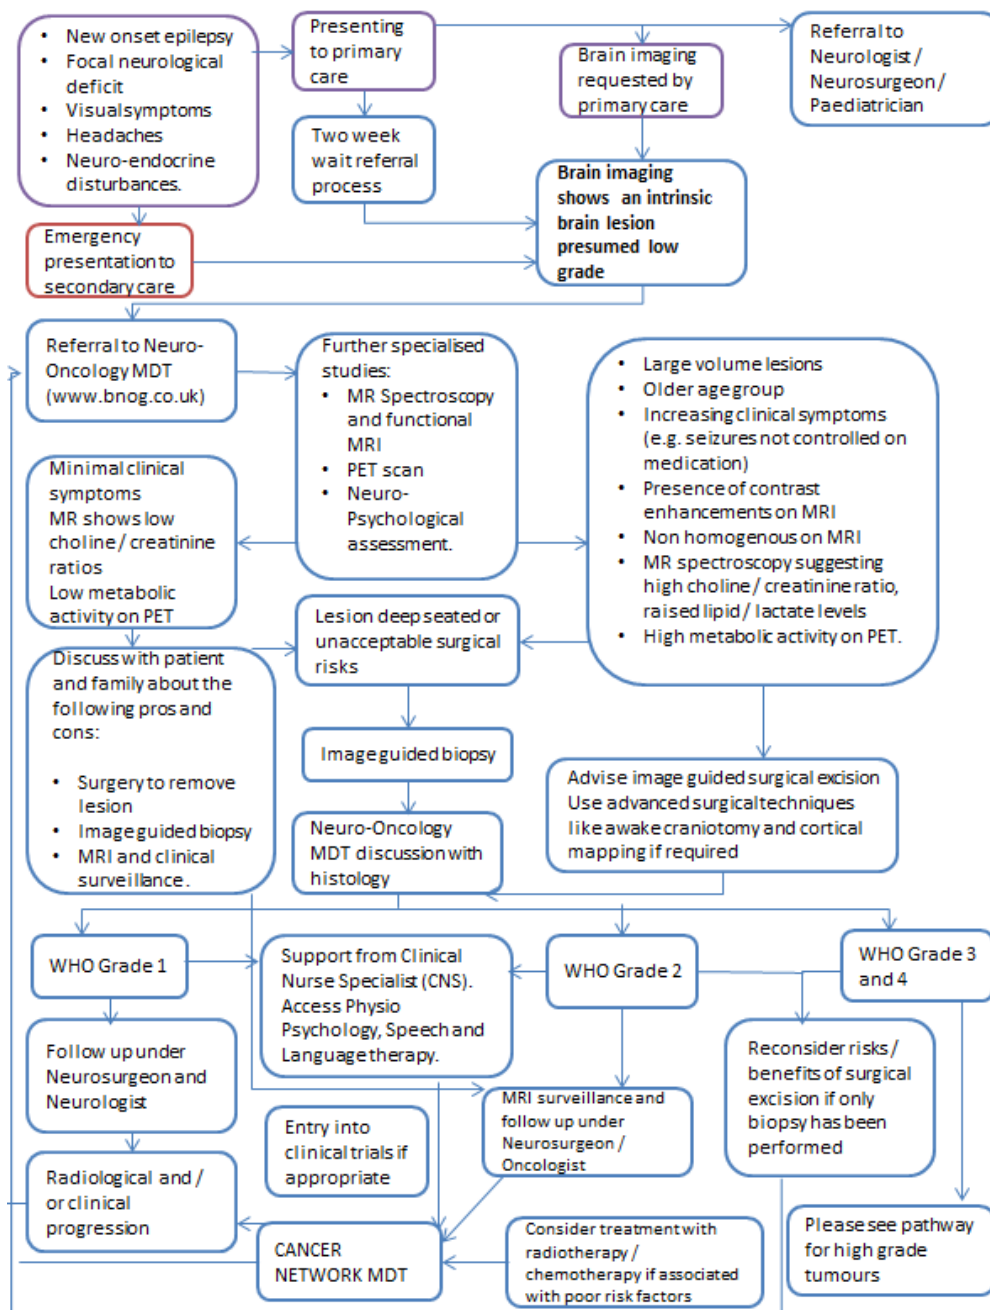 • New onset epilepsy
• Focal neurological
deficit
• Visual symptoms
• Headaches
• Neuro-endocrine
disturbances.
Presenting
to primary
care
Brain imaging
requested by
primary care
Referral to
Neurologist /
Neurosurgeon /
Paediatrician
Two week
wait referral
process
Brain imaging
shows an intrinsic
brain lesion
presumed low
grade
Emergency
presentation to
secondary care
Referral to Neuro-
Oncology MDT
(www.bnog.co.uk)
Further specialised
studies:
• MR Spectroscopy
and functional
MRI
• PET scan
• Neuro-
Psychological
assessment.
• Large volume lesions
• Older age group
• Increasing clinical symptoms
(e.g. seizures not controlled on
medication)
• Presence of contrast
enhancements on MRI
• Non homogenous on MRI
• MR spectroscopy suggesting
high choline / creatinine ratio,
raised lipid / lactate levels
• High metabolic activity on PET.
Minimal clinical
symptoms
MR shows low
choline / creatinine
ratios
Low metabolic
activity on PET
Lesion deep seated or
unacceptable surgical
risks
Discuss with patient
and family about the
following pros and
cons:
• Surgery to remove
lesion
• Image guided biopsy
• MRI and clinical
surveillance.
Image guided biopsy
Advise image guided surgical excision
Use advanced surgical techniques
like awake craniotomy and cortical
mapping if required
Neuro-Oncology
MDT discussion with
histology
WHO Grade 1
Support from Clinical
Nurse Specialist (CNS).
Access Physio
Psychology, Speech and
Language therapy.
WHO Grade 2
WHO Grade 3
and 4
Follow up under
Neurosurgeon and
Neurologist
Reconsider risks /
benefits of surgical
excision if only
biopsy has been
performed
MRI surveillance and
follow up under
Neurosurgeon /
Oncologist
Entry into
clinical trials if
appropriate
Radiological and /
or clinical
progression
CANCER
NETWORK MDT
Consider treatment with
radiotherapy /
chemotherapy if associated
with poor risk factors
Please see pathway
for high grade
tumours